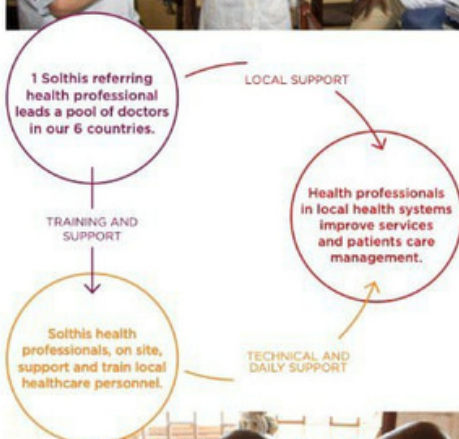 1 Solthis referring
health professional
leads a pool of doctors
in our 6 countries.
LOCAL SUPPORT
Health professionals
in local health systems
improve services
and patients care
management.
TRAINING AND
SUPPORT
Solthis health
professionals, on site,
support and train local
healthcare personnel.
TECHNICAL AND
DAILY SUPPORT